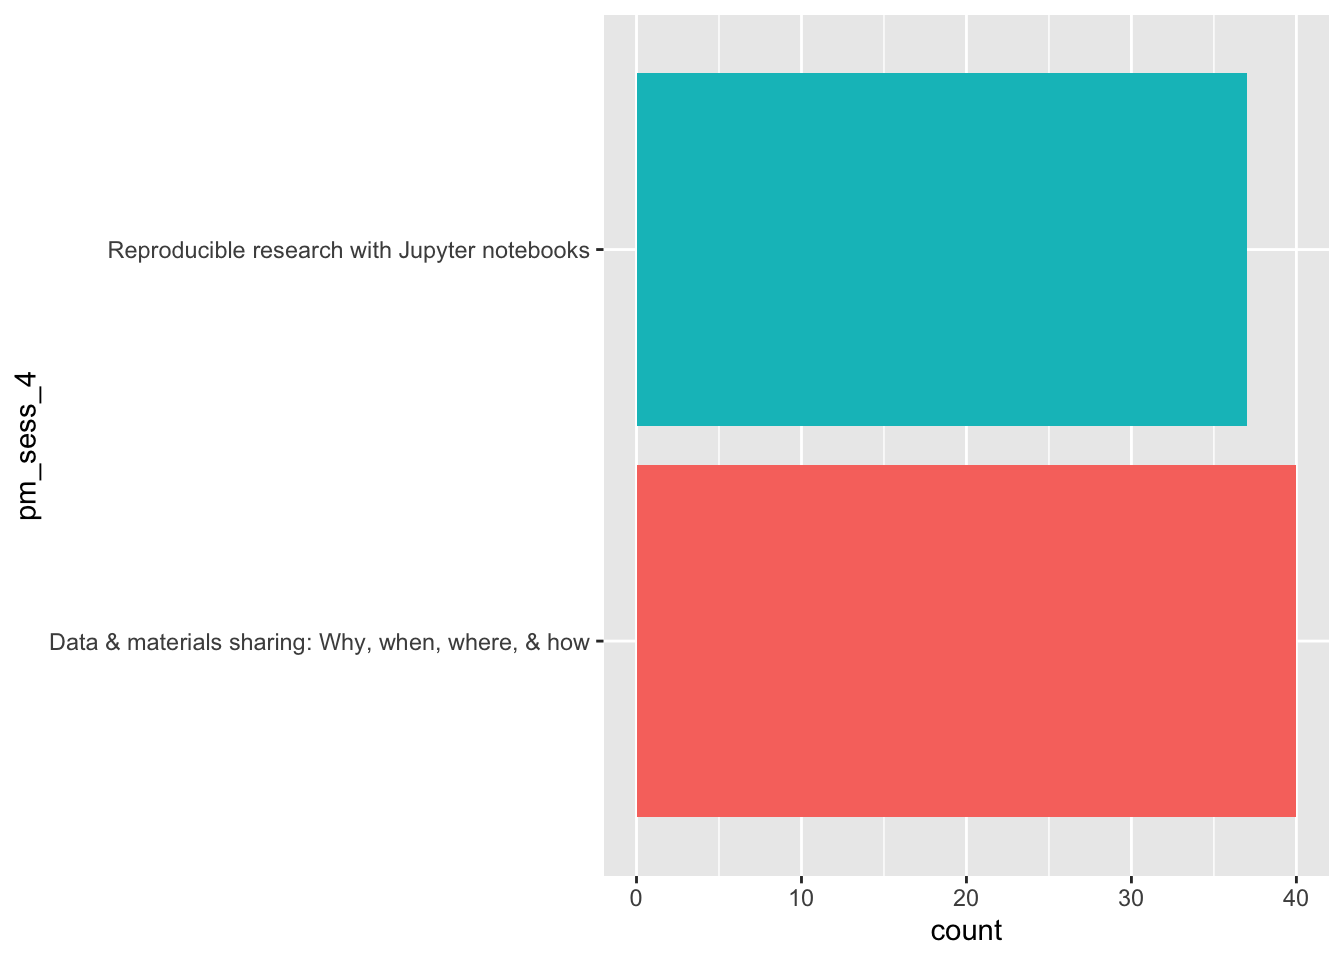 pm_sess_4
Reproducible research with Jupyter notebooks
Data & materials sharing: Why, when, where, & how
0 10 20 30 40
count